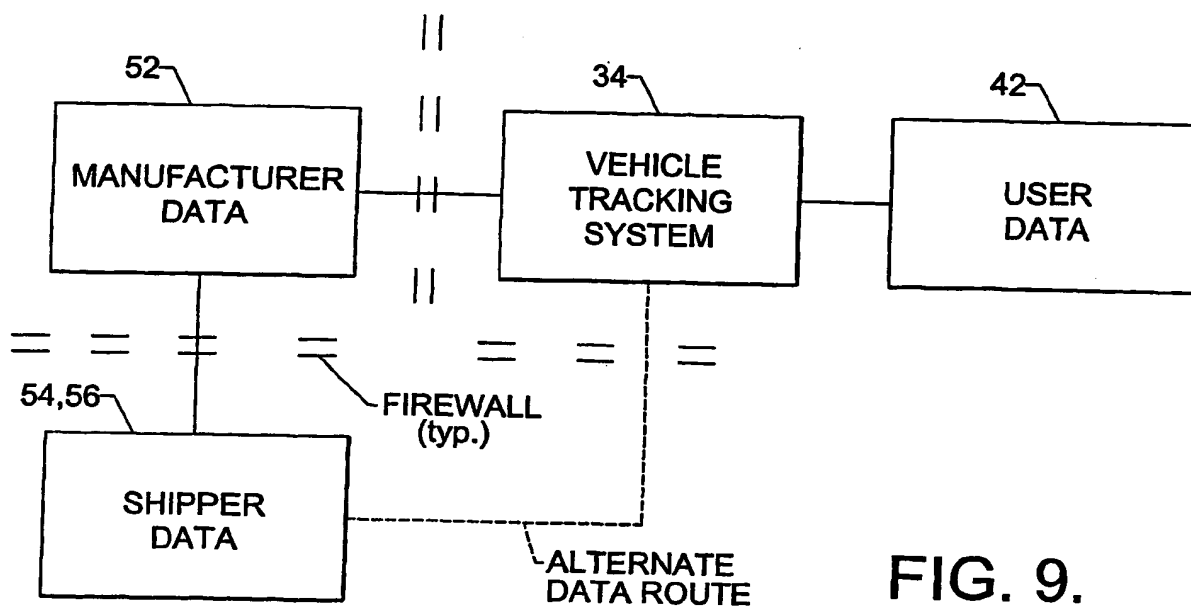 52
MANUFACTURER
DATA
34
VEHICLE
TRACKING
SYSTEM
42
USER
DATA
FIREWALL
(typ.)
54,56
SHIPPER
DATA
ALTERNATE
DATA ROUTE
FIG. 9.